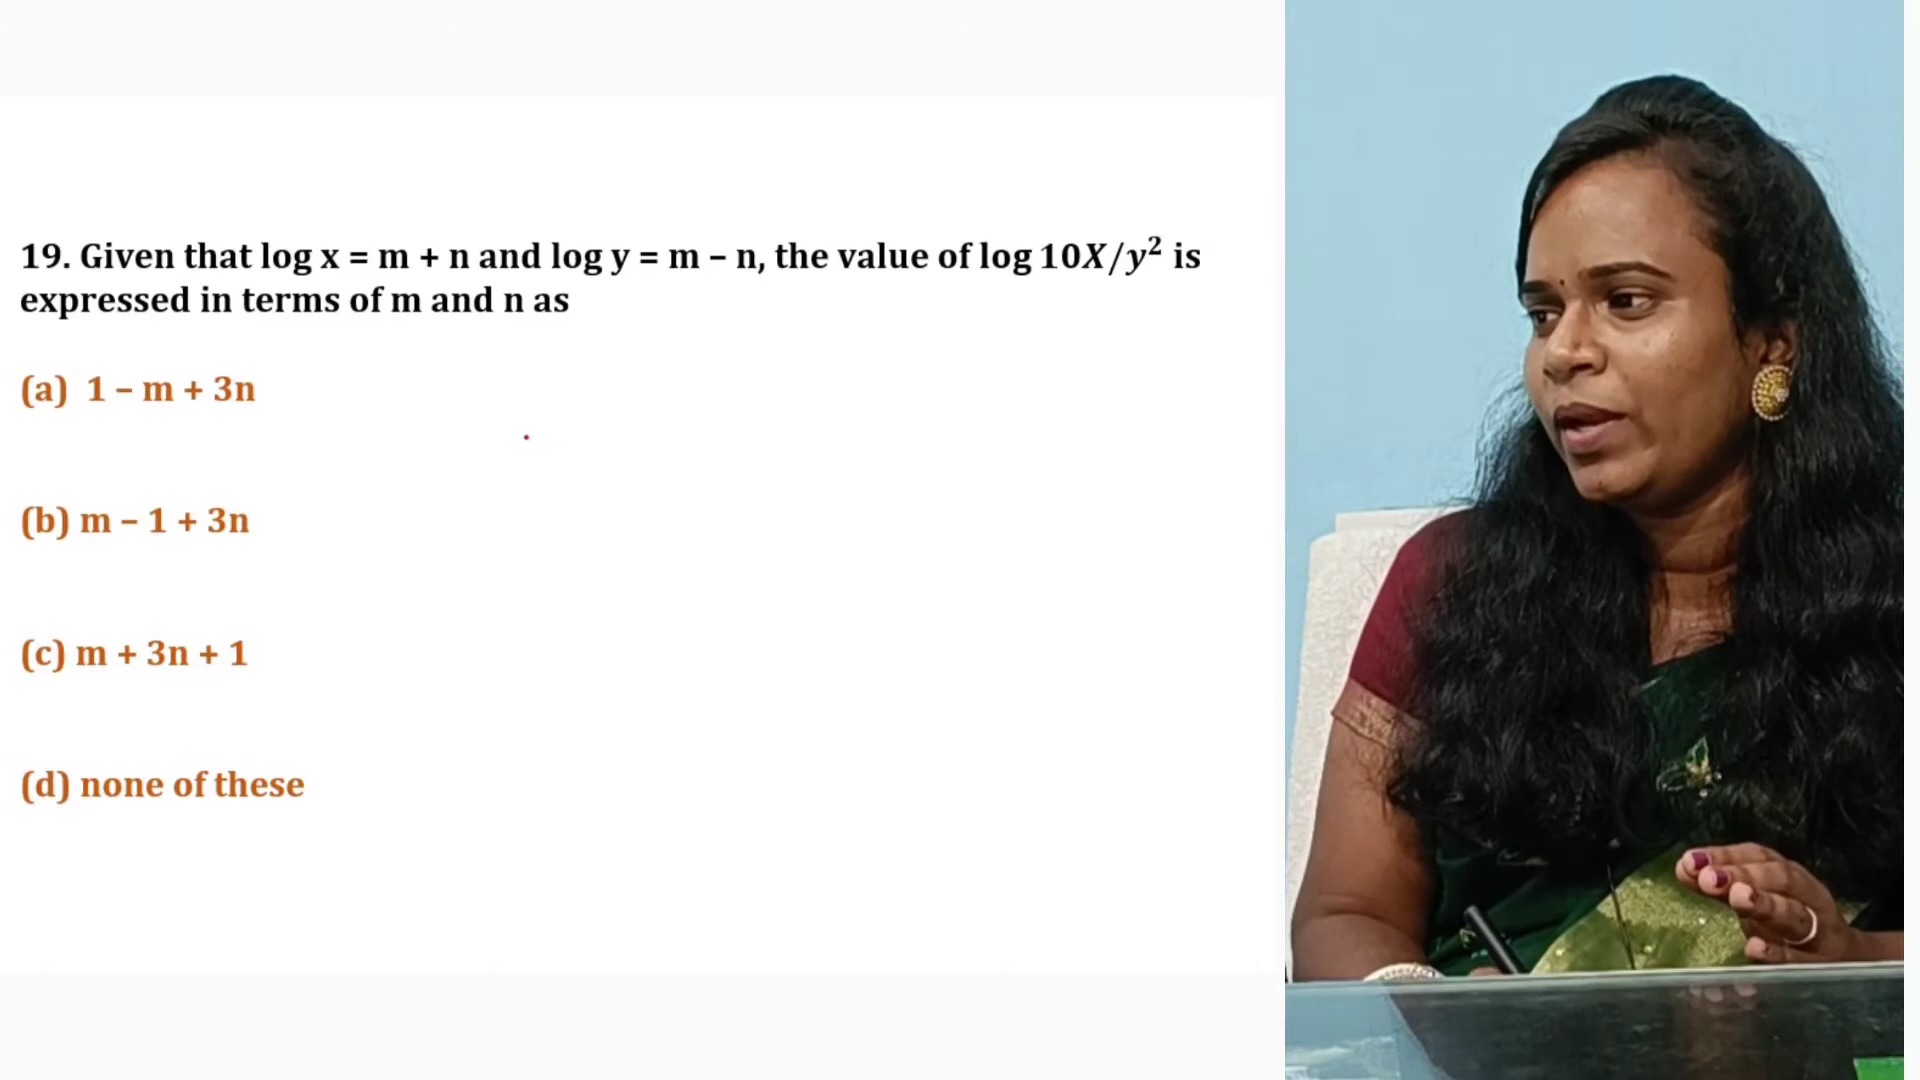 19. Given that log x = m + n and log y = m – n, the value of log 10X/y² is
expressed in terms of m and n as
(a) 1 – m + 3n
(b) m – 1 + 3n
(c) m + 3n + 1
(d) none of these